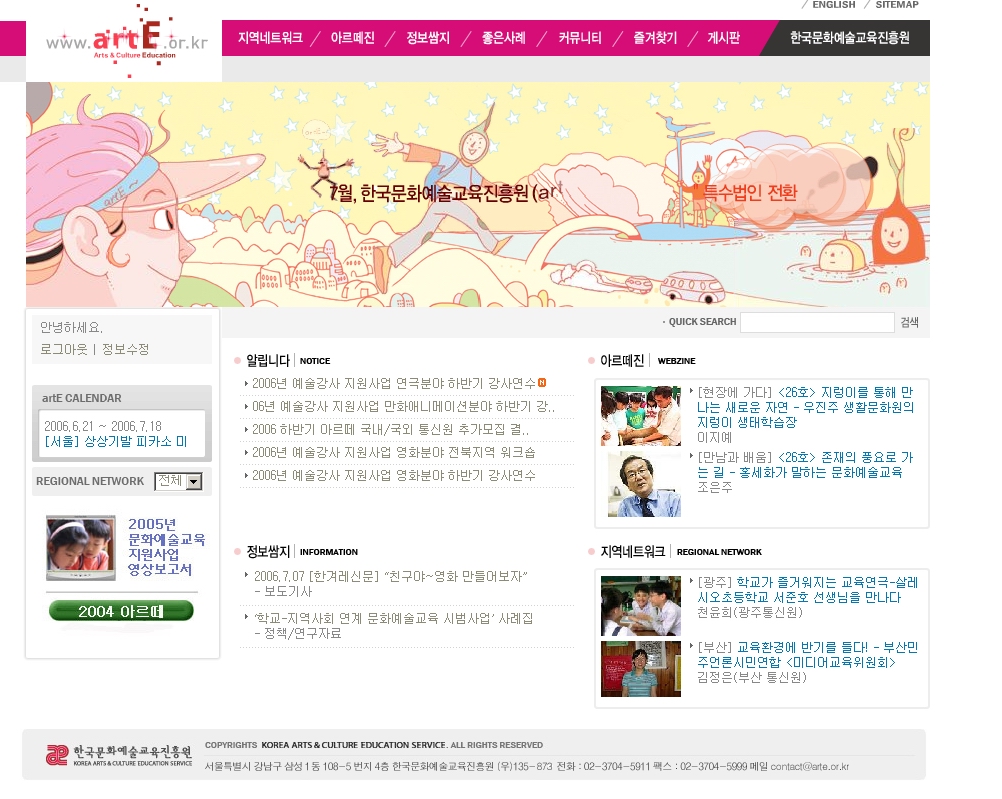 ENGLISH / SITEMAP
www.artE.or.kr
Arts & Culture Education
지역네트워크 / 아르떼진 / 정보쌈지 / 좋은사례 / 커뮤니티 / 즐겨찾기 / 게시판
한국문화예술교육진흥원
artE ~
7월, 한국문화예술교육진흥원 (art
" 특수법인 전환
안녕하세요.
로그아웃 | 정보수정
· QUICK SEARCH 검색
artE CALENDAR
2006.6.21 ~ 2006.7.18
[서울] 상상기발 피카소 미
REGIONAL NETWORK 전체
2005년
문화예술교육
지원사업
영상보고서
2004 아르떼
알립니다 | NOTICE
2006년 예술강사 지원사업 연극분야 하반기 강사연수 N
06년 예술강사 지원사업 만화애니메이션분야 하반기 강..
2006 하반기 아르떼 국내/국외 통신원 추가모집 결..
2006년 예술강사 지원사업 영화분야 전북지역 워크숍
2006년 예술강사 지원사업 영화분야 하반기 강사연수
아르떼진 | WEBZINE
[현장에 가다] <26호> 지렁이를 통해 만
나는 새로운 자연 - 우진주 생활문화원의
지렁이 생태학습장
이지예
[만남과 배움] <26호> 존재의 풍요로 가
는 길 - 홍세화가 말하는 문화예술교육
조은주
정보쌈지 | INFORMATION
2006.7.07 [한겨레신문] "친구야~영화 만들어보자"
- 보도기사
'학교-지역사회 연계 문화예술교육 시범사업' 사례집
- 정책/연구자료
지역네트워크 | REGIONAL NETWORK
[광주] 학교가 즐거워지는 교육연극-살레
시오초등학교 서준호 선생님을 만나다
천윤희(광주통신원)
[부산] 교육환경에 반기를 들다! - 부산민
주언론시민연합 <미디어교육위원회>
김정은(부산 통신원)
한국문화예술교육진흥원
KOREA ARTS & CULTURE EDUCATION SERVICE
COPYRIGHTS KOREA ARTS & CULTURE EDUCATION SERVICE. ALL RIGHTS RESERVED
서울특별시 강남구 삼성 1동 108-5 번지 4층 한국문화예술교육진흥원 (우)135-873 전화 : 02-3704-5911 팩스 : 02-3704-5999 메일 contact@arte.or.kr